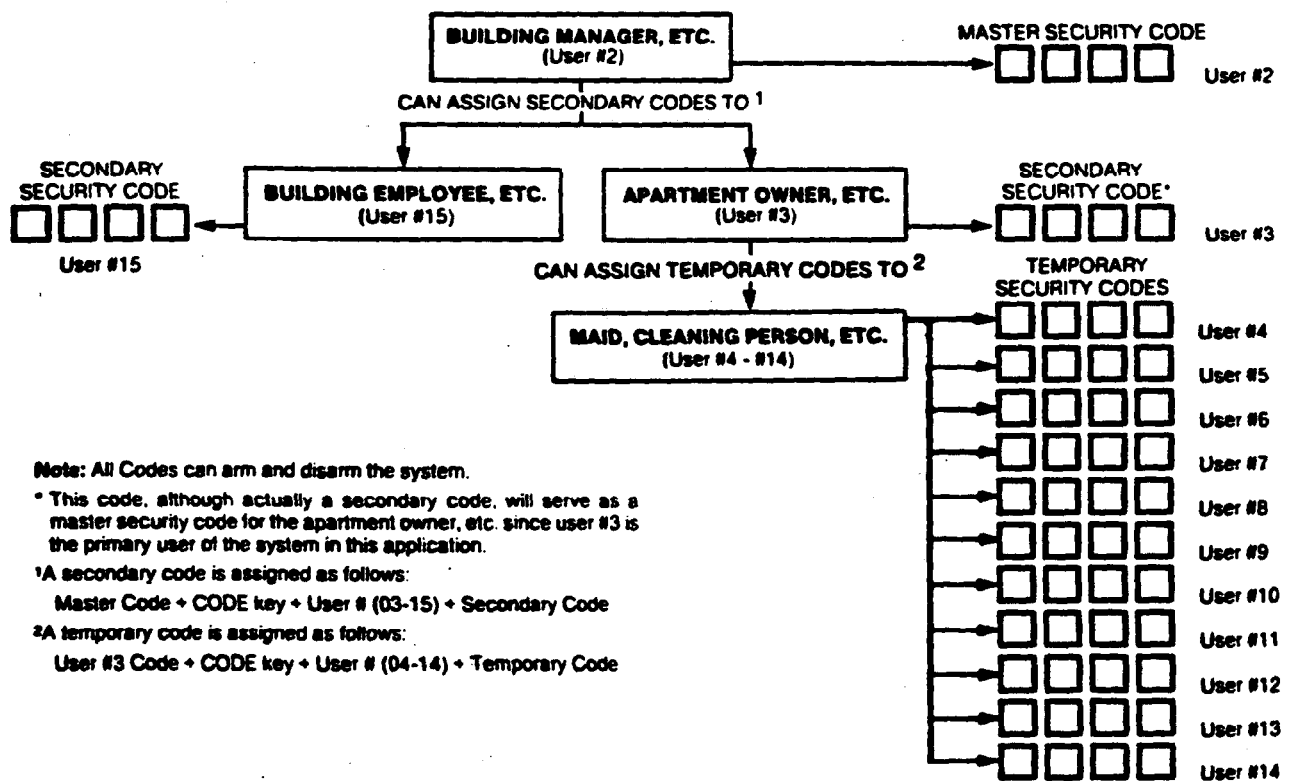 BUILDING MANAGER, ETC.
(User #2)
MASTER SECURITY CODE
User #2
CAN ASSIGN SECONDARY CODES TO 1
SECONDARY
SECURITY CODE
User #15
BUILDING EMPLOYEE, ETC.
(User #15)
APARTMENT OWNER, ETC.
(User #3)
SECONDARY
SECURITY CODE*
User #3
CAN ASSIGN TEMPORARY CODES TO 2
MAID, CLEANING PERSON, ETC.
(User #4 - #14)
TEMPORARY
SECURITY CODES
User #4
User #5
User #6
User #7
User #8
User #9
User #10
User #11
User #12
User #13
User #14
Note: All Codes can arm and disarm the system.
* This code, although actually a secondary code, will serve as a
master security code for the apartment owner, etc. since user #3 is
the primary user of the system in this application.
1A secondary code is assigned as follows:
Master Code + CODE key + User # (03-15) + Secondary Code
2A temporary code is assigned as follows:
User #3 Code + CODE key + User # (04-14) + Temporary Code